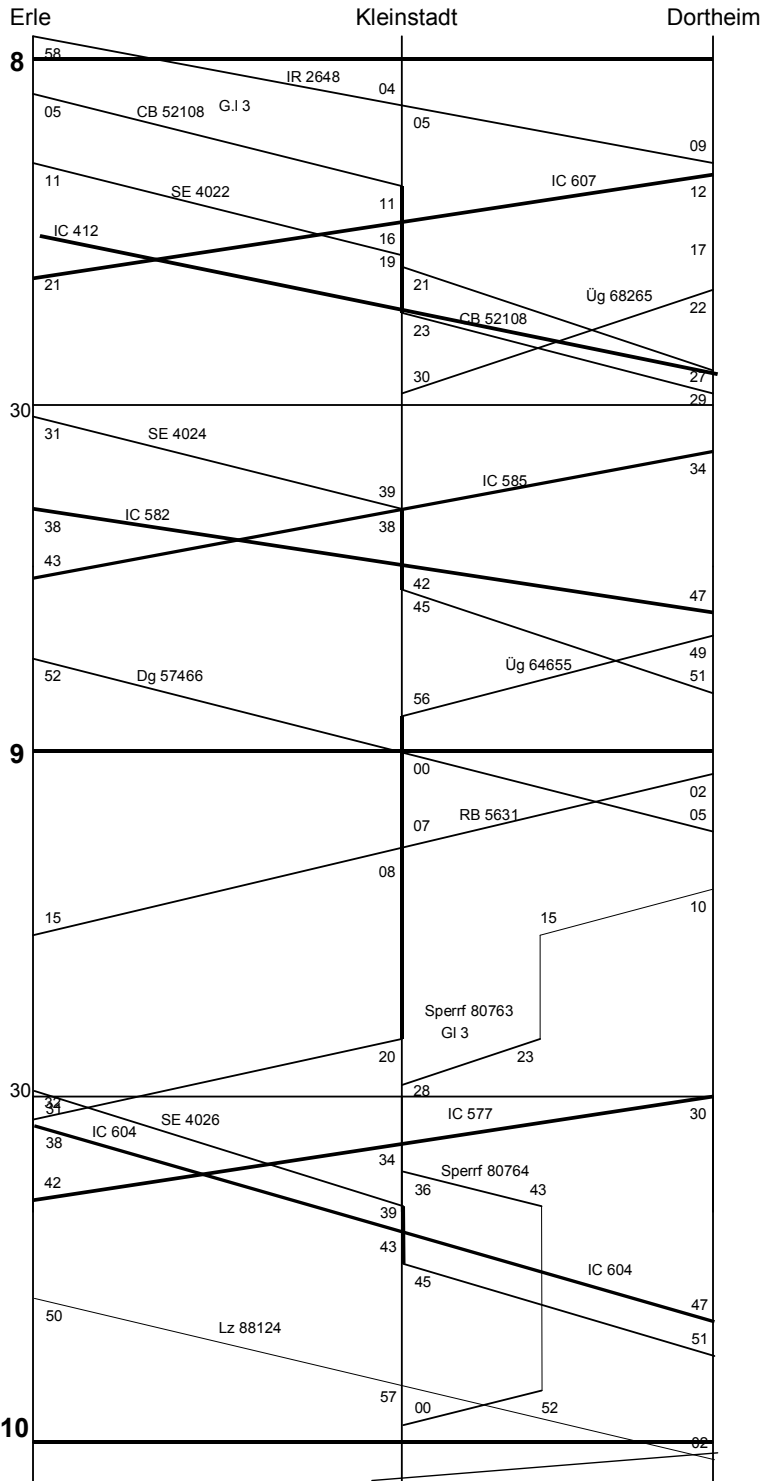 Erle Kleinstadt Dortheim
58
8
IR 2648
04
G.l 3
05
CB 52108
05
09
11
SE 4022
11
IC 607
12
IC 412
16
17
19
21
21
Üg 68265
22
CB 52108
23
30
27
29
30
31
SE 4024
34
39
IC 585
38
IC 582
38
43
42
47
45
49
52
Dg 57466
Üg 64655
51
56
9
00
02
07
RB 5631
05
08
15
15
10
Sperrf 80763
Gl 3
20
23
30
28
32
31
SE 4026
IC 577
30
38
IC 604
34
Sperrf 80764
42
36
43
39
43
IC 604
45
47
50
Lz 88124
51
57
00
52
10
02